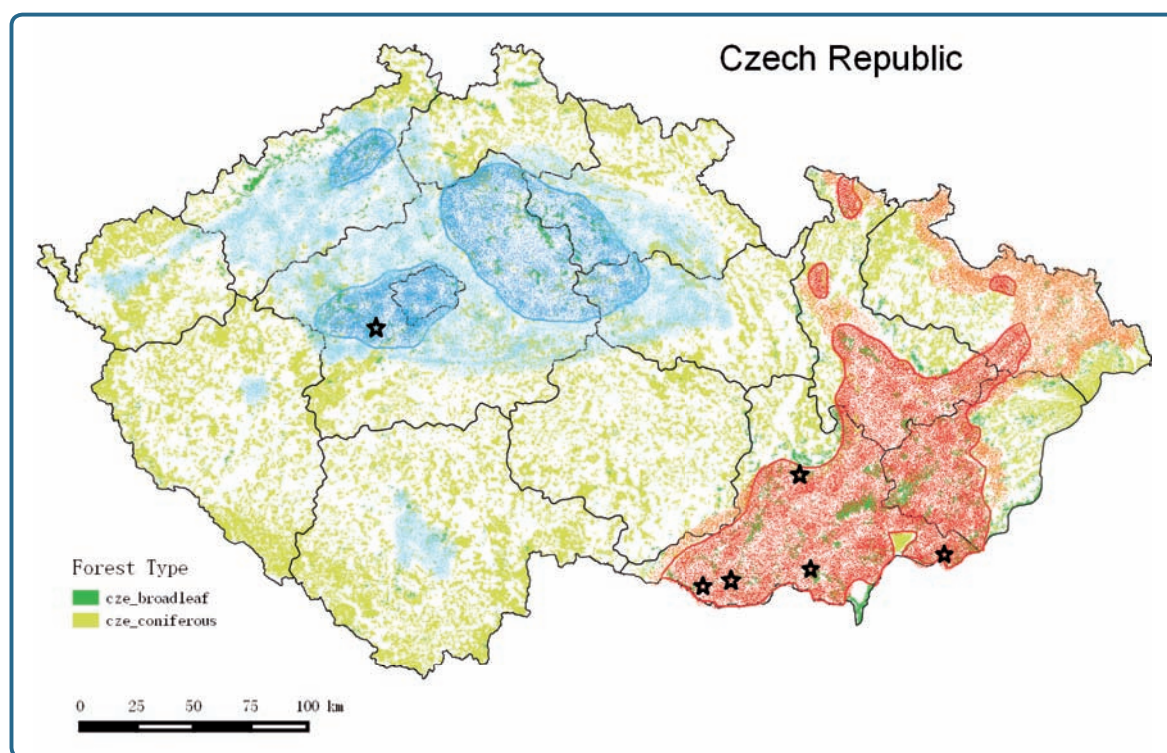 Czech Republic
Forest Type
cze_broadleaf
cze_coniferous
0 25 50 75 100 km